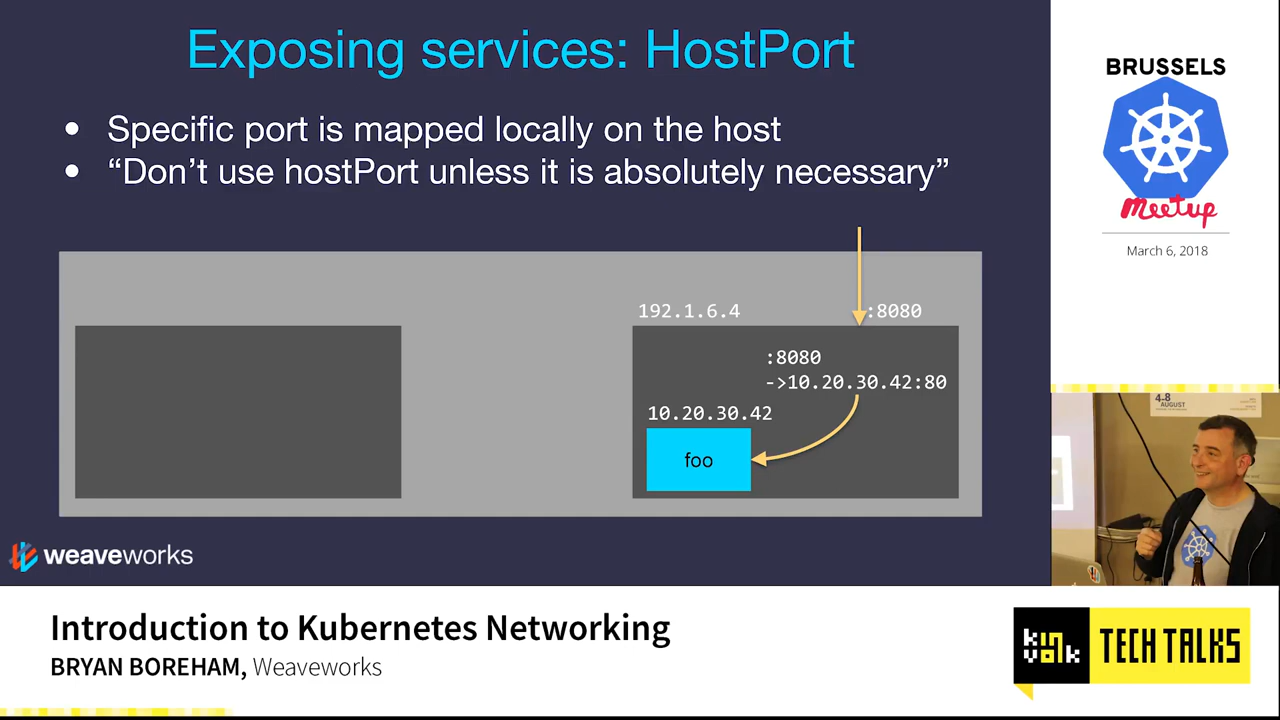 Exposing services: HostPort
• Specific port is mapped locally on the host
• “Don’t use hostPort unless it is absolutely necessary”
192.1.6.4
:8080
:8080
->10.20.30.42:80
10.20.30.42
foo
weaveworks
BRUSSELS
Meetup
March 6, 2018
4-8
AUGUST
Introduction to Kubernetes Networking
BRYAN BOREHAM, Weaveworks
kinvolk
TECH TALKS